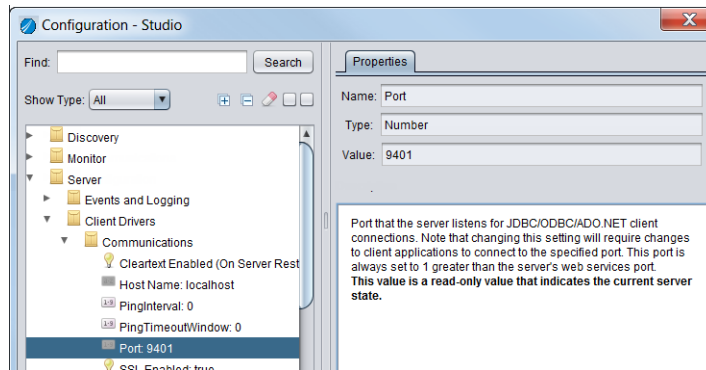 Configuration - Studio
Find:
Search
Show Type: All
Discovery
Monitor
Server
Events and Logging
Client Drivers
Communications
Cleartext Enabled (On Server Rest
Host Name: localhost
PingInterval: 0
PingTimeoutWindow: 0
Port: 9401
SSL Enabled: true
Properties
Name: Port
Type: Number
Value: 9401
Port that the server listens for JDBC/ODBC/ADO.NET client
connections. Note that changing this setting will require changes
to client applications to connect to the specified port. This port is
always set to 1 greater than the server's web services port.
This value is a read-only value that indicates the current server
state.